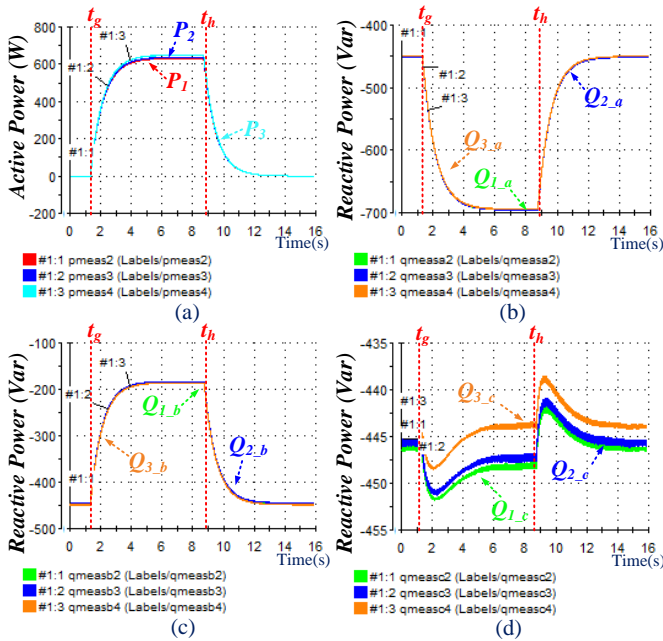 t_g
t_h
Active Power (W)
800
600
400
200
0
-200
#1:3
#1:2
#1:
P_2
P_1
P_3
0 2 4 6 8 10 12 14 16
Time(s)
#1:1 pmeas2 (Labels/pmeas2)
#1:2 pmeas3 (Labels/pmeas3)
#1:3 pmeas4 (Labels/pmeas4)
(a)
t_g
t_h
Reactive Power (Var)
-400
-500
-600
-700
#1:1
#1:2
#1:3
Q_2_a
Q_3_a
Q_1_a
0 2 4 6 8 10 12 14 16
Time(s)
#1:1 qmeasa2 (Labels/qmeasa2)
#1:2 qmeasa3 (Labels/qmeasa3)
#1:3 qmeasa4 (Labels/qmeasa4)
(b)
t_g
t_h
Reactive Power (Var)
-100
-200
-300
-400
-500
#1:3
#1:2
#1:1
Q_1_b
Q_2_b
Q_3_b
0 2 4 6 8 10 12 14 16
Time(s)
#1:1 qmeasb2 (Labels/qmeasb2)
#1:2 qmeasb3 (Labels/qmeasb3)
#1:3 qmeasb4 (Labels/qmeasb4)
(c)
t_g
t_h
Reactive Power (Var)
-435
-440
-445
-450
-455
#1:3
#1:1
#1:2
Q_3_c
Q_2_c
Q_1_c
0 2 4 6 8 10 12 14 16
Time(s)
#1:1 qmeasc2 (Labels/qmeasc2)
#1:2 qmeasc3 (Labels/qmeasc3)
#1:3 qmeasc4 (Labels/qmeasc4)
(d)